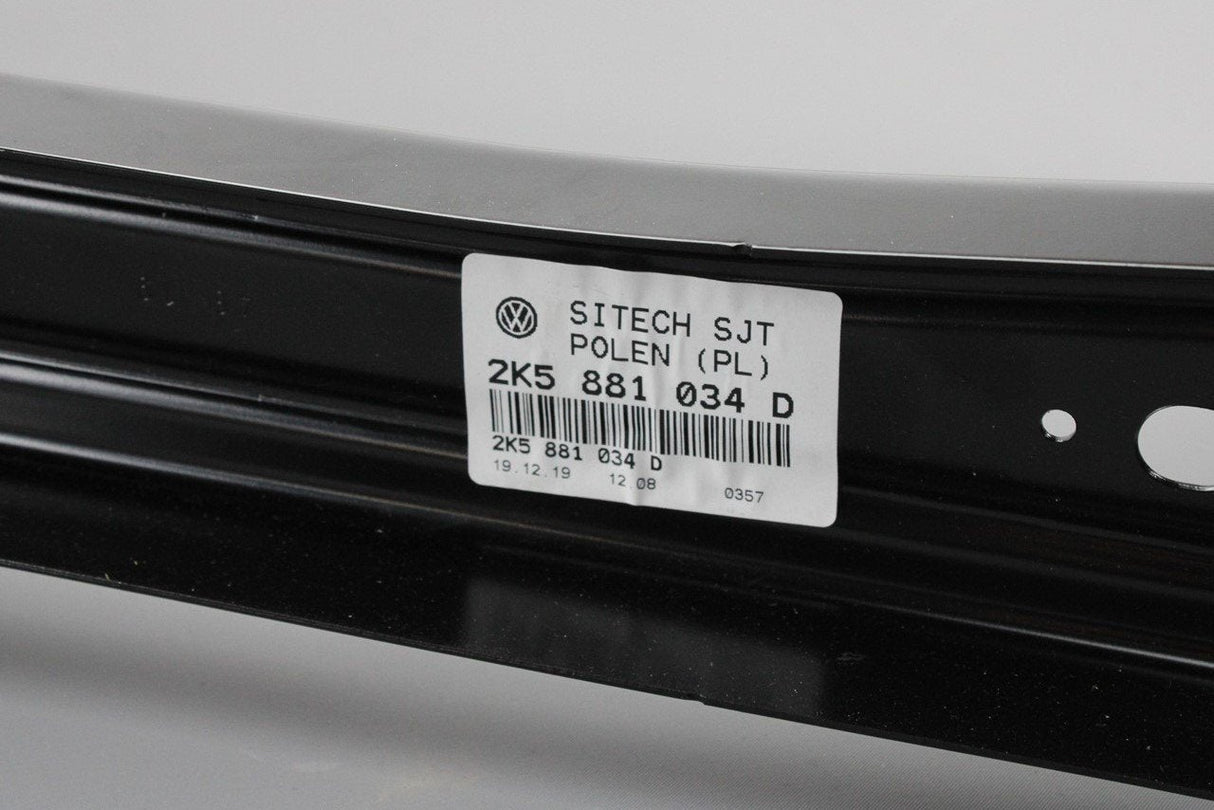 SITECH SJT
POLEN (PL)
2K5 881 034 D
2K5 881 034 D
19.12.19 12.08 0357